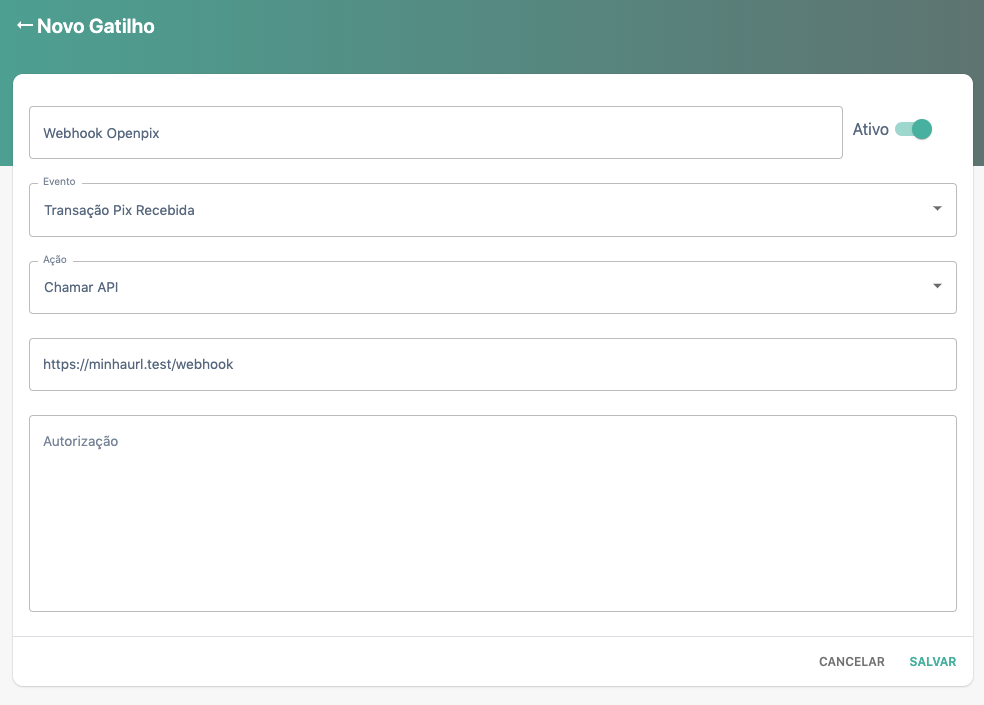 ← Novo Gatilho
Webhook Openpix
Ativo
Evento
Transação Pix Recebida
Ação
Chamar API
https://minhaurl.test/webhook
Autorização
CANCELAR
SALVAR